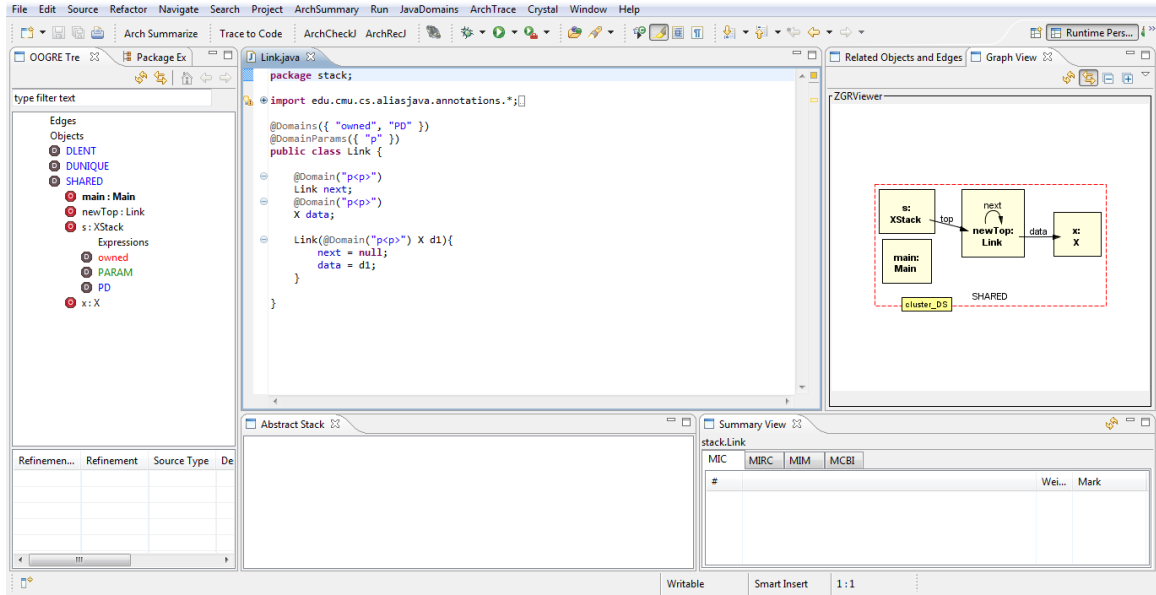 File Edit Source Refactor Navigate Search Project ArchSummary Run JavaDomains ArchTrace Crystal Window Help
Arch Summarize Trace to Code ArchCheckJ ArchRecJ Runtime Pers...
OOGRE Tre Package Ex
type filter text
Edges
Objects
DLENT
DUNIQUE
SHARED
main : Main
newTop : Link
s : XStack
Expressions
owned
PARAM
PD
x : X
Refinemen... Refinement Source Type De
Link.java
package stack;
import edu.cmu.cs.aliasjava.annotations.*;
@Domains({ "owned", "PD" })
@DomainParams({ "p" })
public class Link {
@Domain("p<p>")
Link next;
@Domain("p<p>")
X data;
Link(@Domain("p<p>") X d1){
next = null;
data = d1;
}
}
Related Objects and Edges Graph View
ZGRViewer
s:
XStack
top
next
newTop:
Link
data
x:
X
main:
Main
SHARED
cluster_DS
Abstract Stack
Summary View
stack.Link
MIC MIRC MIM MCBI
# Wei... Mark
Writable Smart Insert 1 : 1